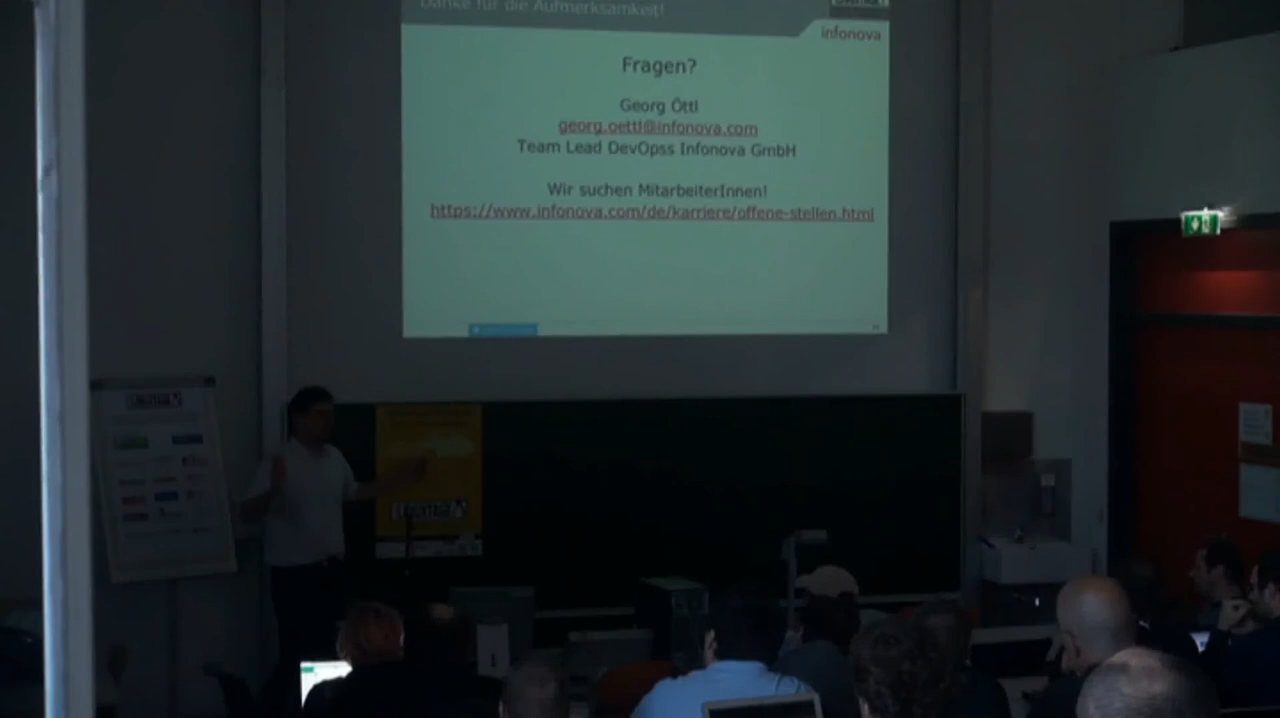 Danke für die Aufmerksamkeit!
infonova
Fragen?
Georg Öttl
georg.oettl@infonova.com
Team Lead DevOpss Infonova GmbH
Wir suchen MitarbeiterInnen!
https://www.infonova.com/de/karriere/offene-stellen.html
LINUXTAGE